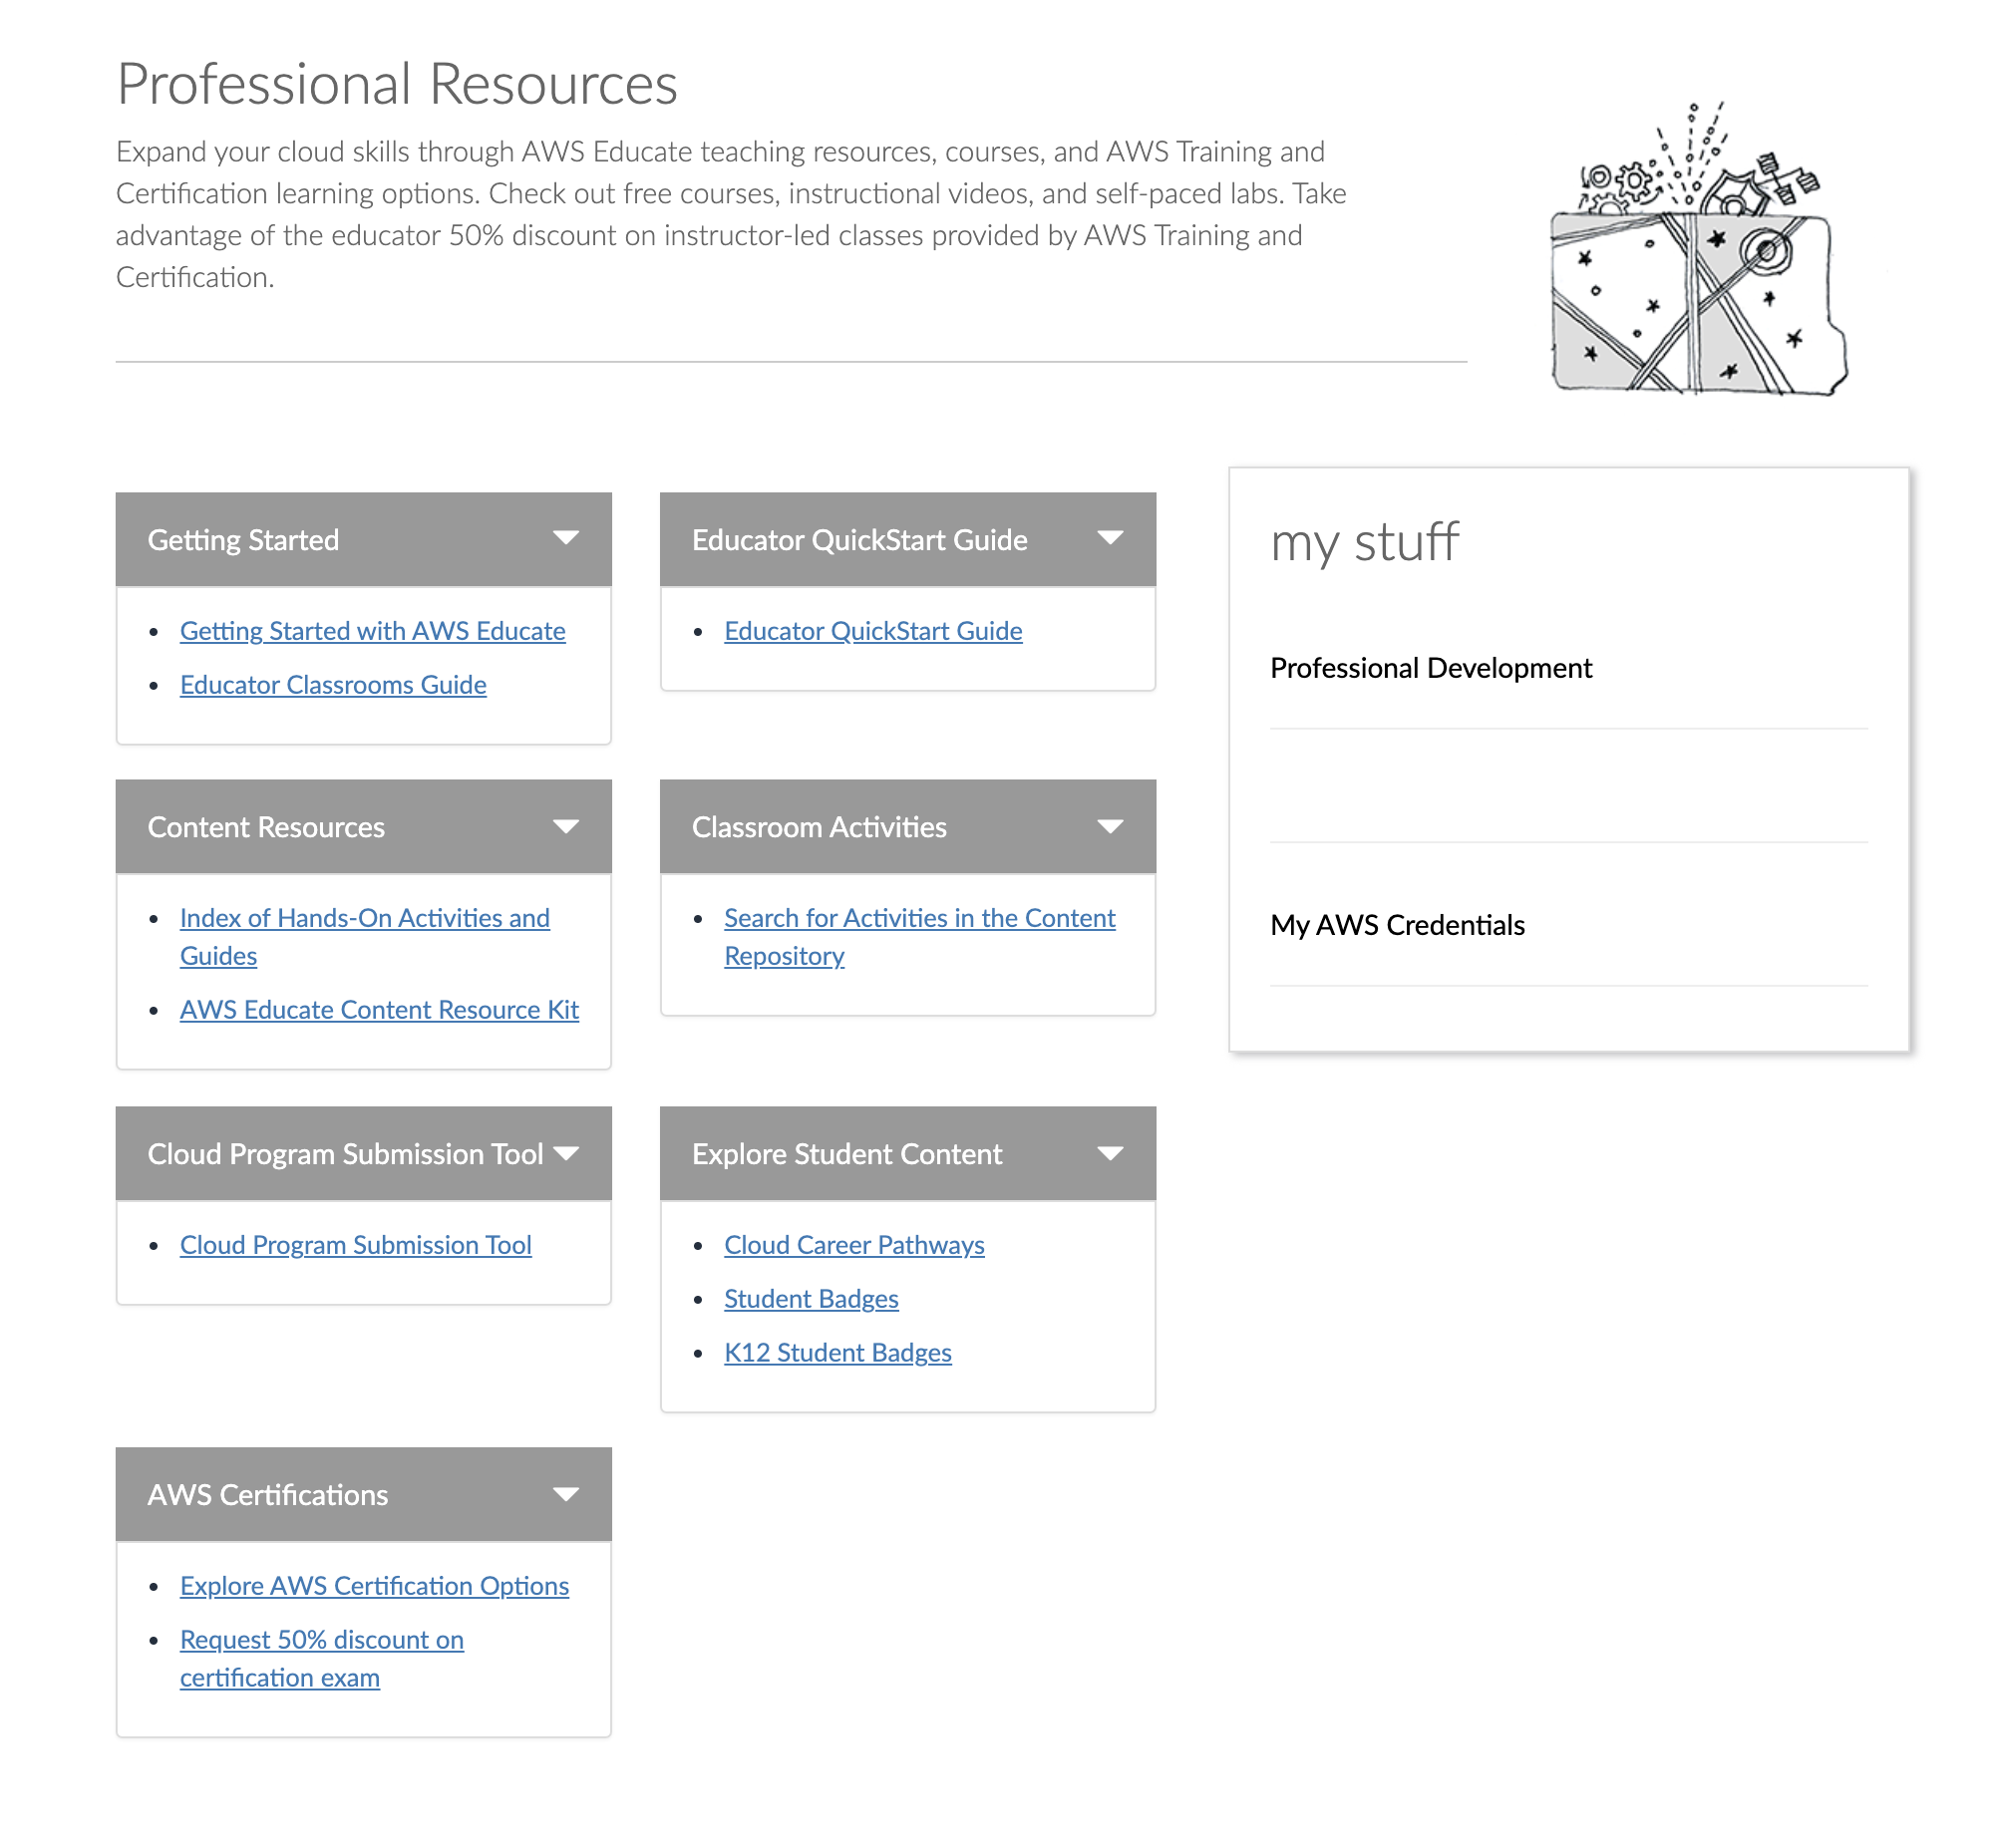 Professional Resources
Expand your cloud skills through AWS Educate teaching resources, courses, and AWS Training and
Certification learning options. Check out free courses, instructional videos, and self-paced labs. Take
advantage of the educator 50% discount on instructor-led classes provided by AWS Training and
Certification.
Getting Started
Getting Started with AWS Educate
Educator Classrooms Guide
Educator QuickStart Guide
Educator QuickStart Guide
Content Resources
Index of Hands-On Activities and
Guides
AWS Educate Content Resource Kit
Classroom Activities
Search for Activities in the Content
Repository
Cloud Program Submission Tool
Cloud Program Submission Tool
Explore Student Content
Cloud Career Pathways
Student Badges
K12 Student Badges
AWS Certifications
Explore AWS Certification Options
Request 50% discount on
certification exam
my stuff
Professional Development
My AWS Credentials